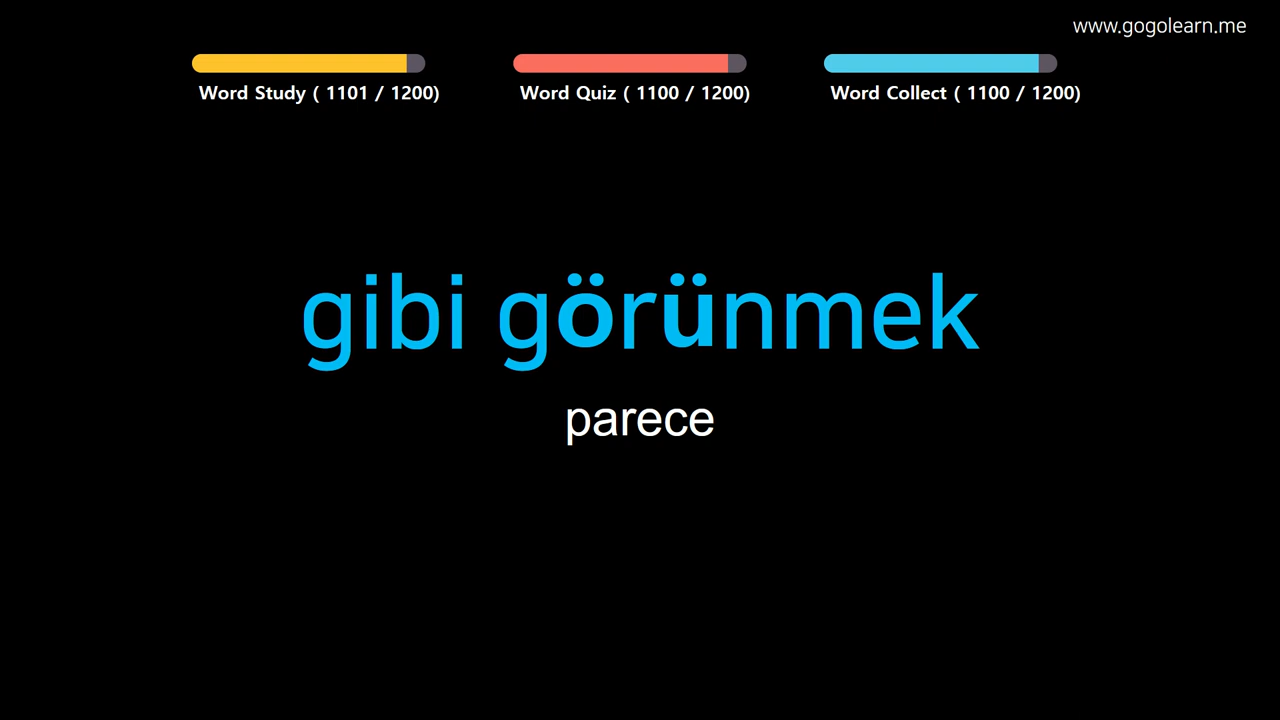 www.gogolearn.me
Word Study ( 1101 / 1200)
Word Quiz ( 1100 / 1200)
Word Collect ( 1100 / 1200)
gibi görünmek
parece